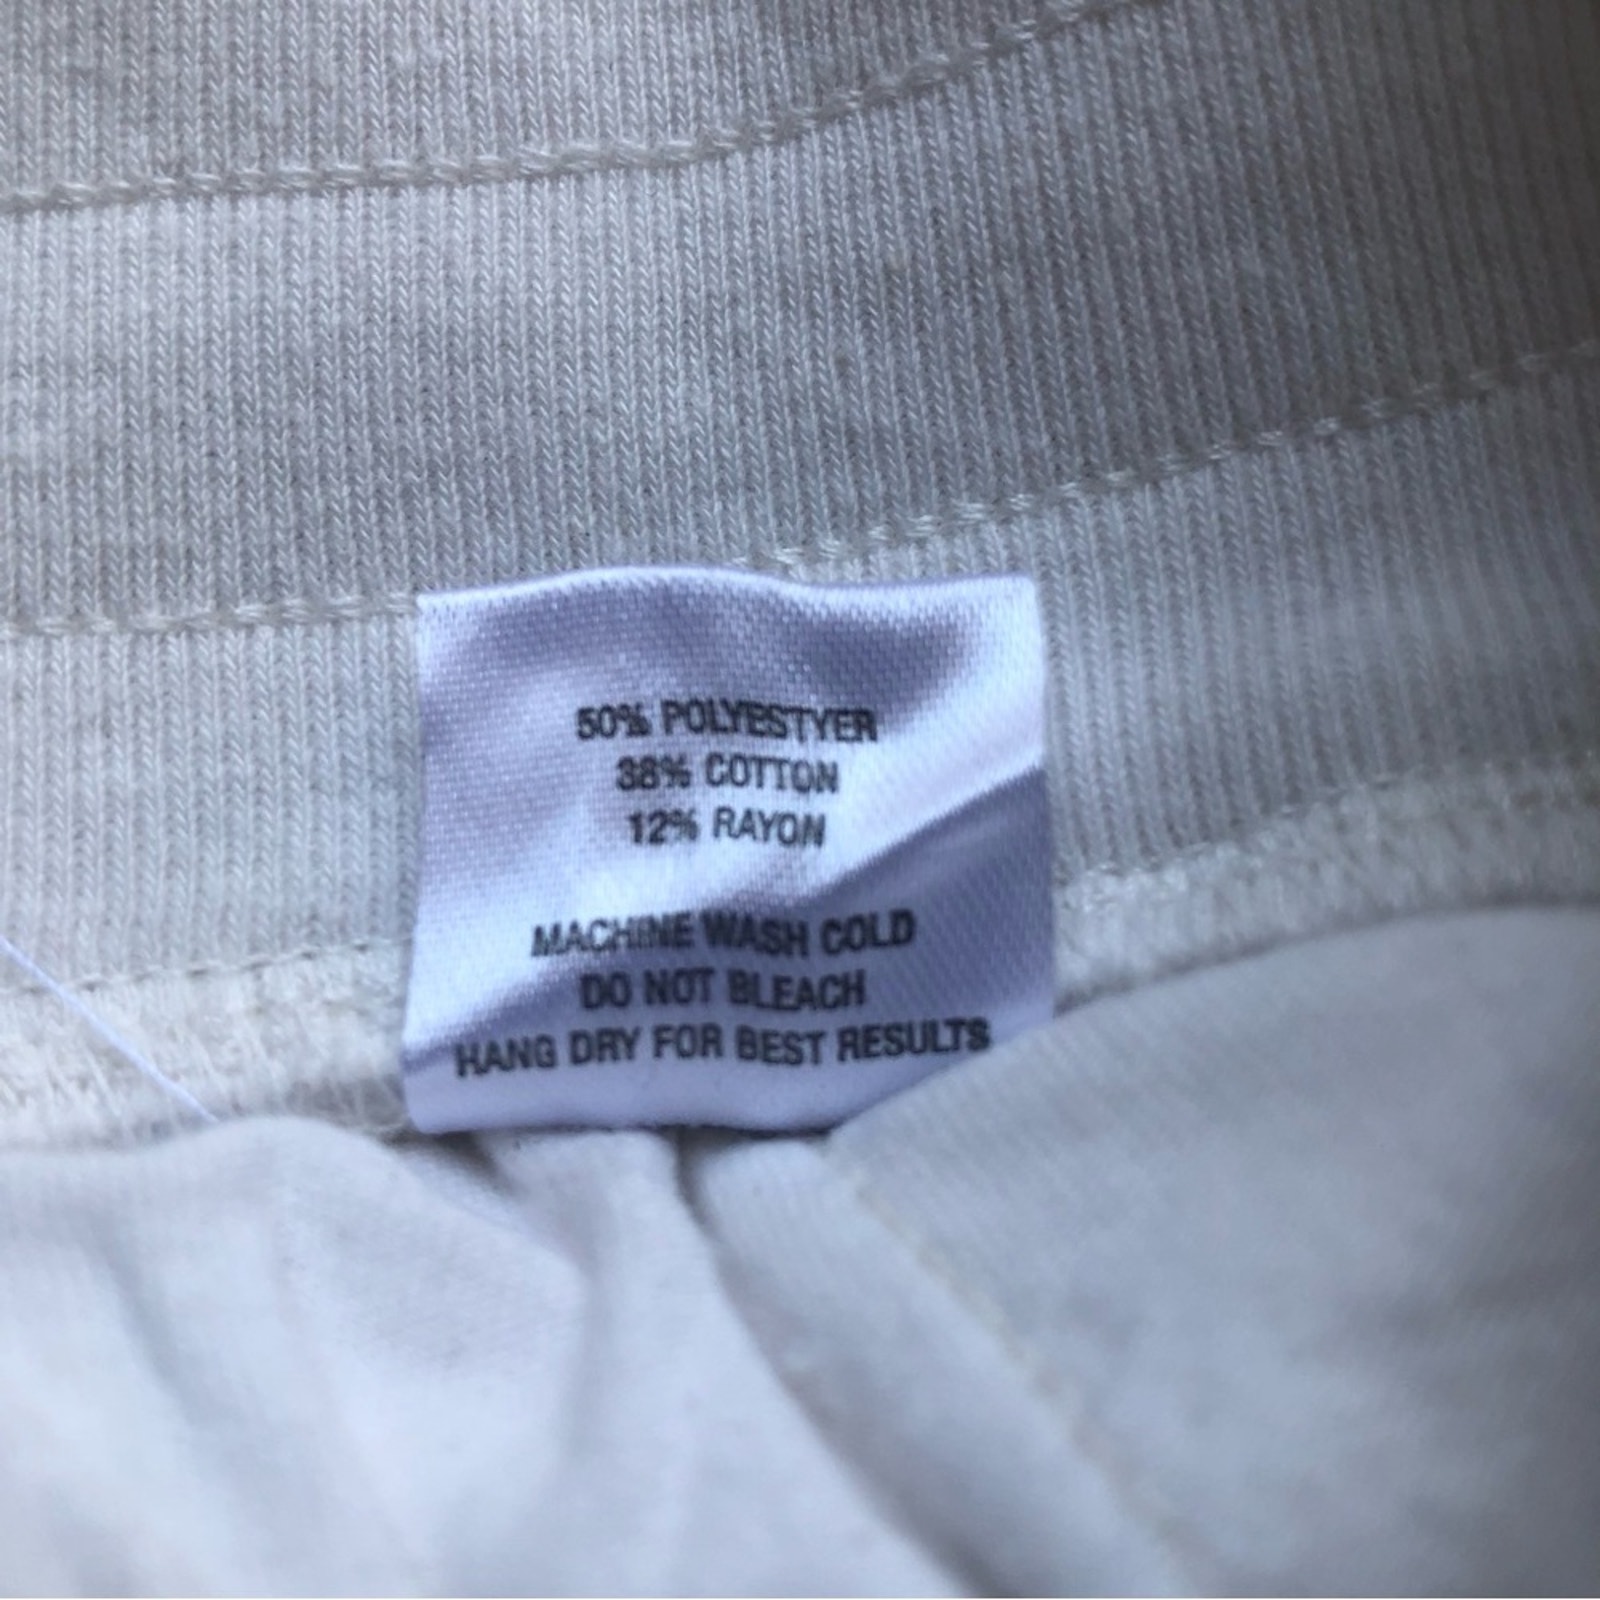 50% POLYESTYER
38% COTTON
12% RAYON
MACHINE WASH COLD
DO NOT BLEACH
HANG DRY FOR BEST RESULTS